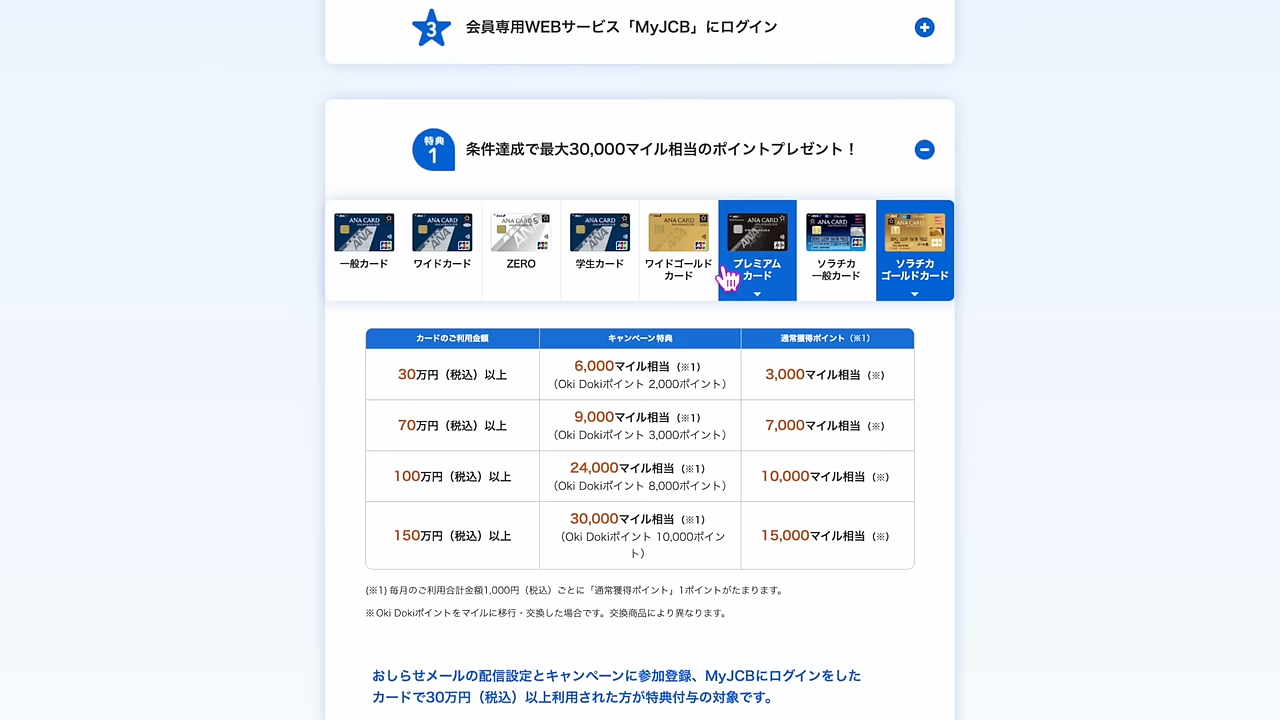 3 会員専用WEBサービス「MyJCB」にログイン
特典
1
条件達成で最大30,000マイル相当のポイントプレゼント！
ANA CARD ANA CARD ANA CARD ANA CARD ANA CARD ANA CARD ANA CARD ANA CARD
一般カード
ワイドカード
ZERO
学生カード
ワイドゴールド
カード
プレミアム
カード
ソラチカ
一般カード
ソラチカ
ゴールドカード
カードのご利用金額 キャンペーン特典 通常獲得ポイント（※1）
30万円（税込）以上 6,000マイル相当（※1） 3,000マイル相当（※）
（Oki Dokiポイント 2,000ポイント）
70万円（税込）以上 9,000マイル相当（※1） 7,000マイル相当（※）
（Oki Dokiポイント 3,000ポイント）
100万円（税込）以上 24,000マイル相当（※1） 10,000マイル相当（※）
（Oki Dokiポイント 8,000ポイント）
150万円（税込）以上 30,000マイル相当（※1） 15,000マイル相当（※）
（Oki Dokiポイント 10,000ポイン
ト）
(※1) 毎月のご利用合計金額1,000円（税込）ごとに「通常獲得ポイント」1ポイントがたまります。
※Oki Dokiポイントをマイルに移行・交換した場合です。交換商品により異なります。
おしらせメールの配信設定とキャンペーンに参加登録、MyJCBにログインをした
カードで30万円（税込）以上利用された方が特典付与の対象です。